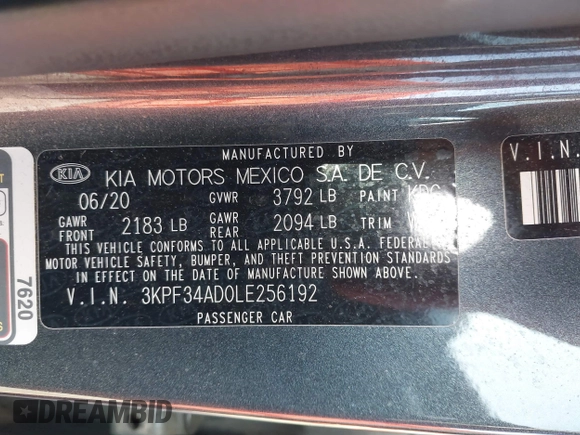 MANUFACTURED BY
KIA KIA MOTORS MEXICO S.A. DE C.V.
06/20 GVWR 3792 LB PAINT KDG
GAWR FRONT 2183 LB GAWR REAR 2094 LB TRIM
THIS VEHICLE CONFORMS TO ALL APPLICABLE U.S.A. FEDERAL
MOTOR VEHICLE SAFETY, BUMPER, AND THEFT PREVENTION STANDARDS
IN EFFECT ON THE DATE OF MANUFACTURE SHOWN ABOVE.
V.I.N. 3KPF34AD0LE256192
PASSENGER CAR
V.I.N.
7620
DREAMBID